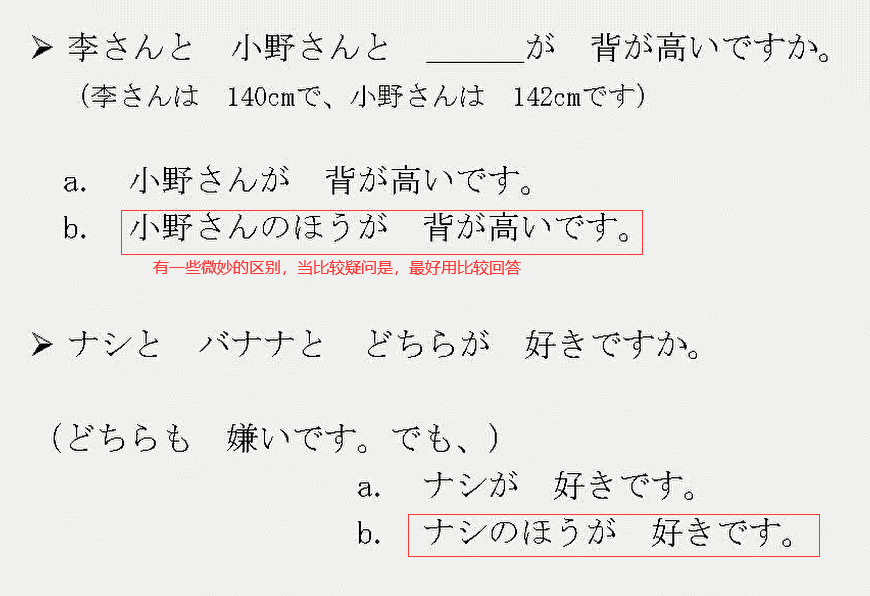 ➢ 李さんと　小野さんと　______が　背が高いですか。
（李さんは　140cmで、小野さんは　142cmです）
a.　小野さんが　背が高いです。
b.　小野さんのほうが　背が高いです。
有一些微妙的区别，当比较疑问是，最好用比较回答
➢ ナシと　バナナと　どちらが　好きですか。
（どちらも　嫌いです。でも、）
a.　ナシが　好きです。
b.　ナシのほうが　好きです。